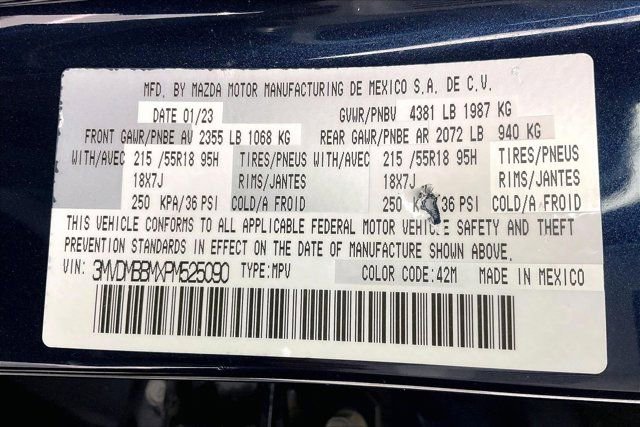 MFD. BY MAZDA MOTOR MANUFACTURING DE MEXICO S.A. DE C.V.
DATE 01/23 GVWR/PNBV 4381 LB 1987 KG
FRONT GAWR/PNBE AV 2355 LB 1068 KG REAR GAWR/PNBE AR 2072 LB 940 KG
WITH/AVEC 215 /55R18 95H TIRES/PNEUS WITH/AVEC 215 /55R18 95H TIRES/PNEUS
18X7J RIMS/JANTES 18X7J RIMS/JANTES
250 KPA/36 PSI COLD/A FROID 250 KPA/36 PSI COLD/A FROID
THIS VEHICLE CONFORMS TO ALL APPLICABLE FEDERAL MOTOR VEHICLE SAFETY AND THEFT
PREVENTION STANDARDS IN EFFECT ON THE DATE OF MANUFACTURE SHOWN ABOVE.
VIN: 3MVDMBBMXPM525090 TYPE:MPV COLOR CODE:42M MADE IN MEXICO